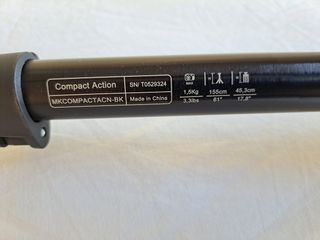 Compact Action
SN/ T0529324
MKCOMPACTACN-BK
Made in China
MAX
1,5Kg
155cm
45,3cm
3,3lbs
61"
17,8"